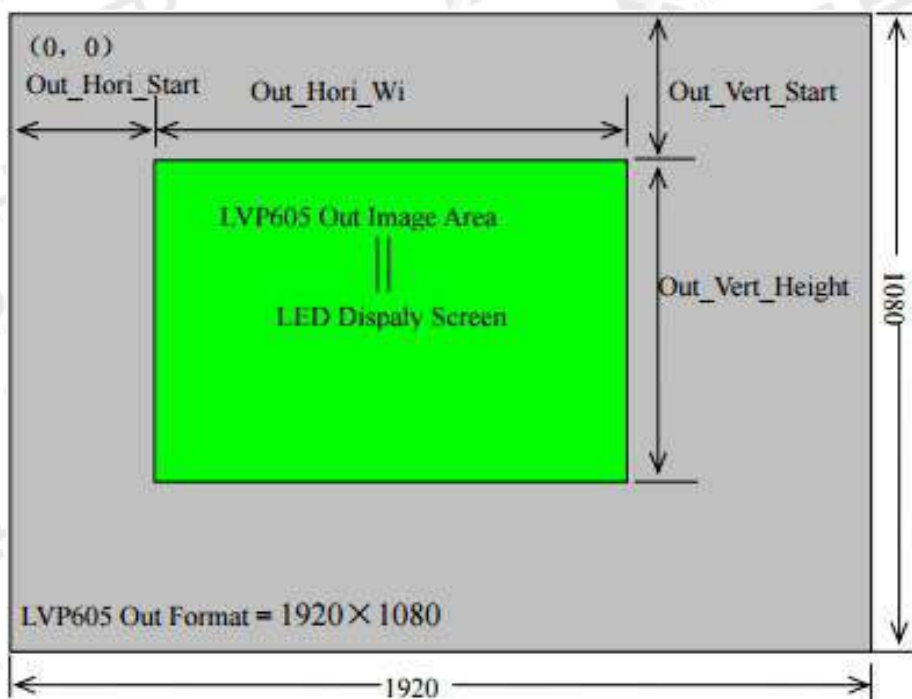 (0, 0)
Out_Hori_Start
Out_Hori_Wi
Out_Vert_Start
LVP605 Out Image Area
||
LED Dispaly Screen
Out_Vert_Height
1080
LVP605 Out Format = 1920×1080
1920